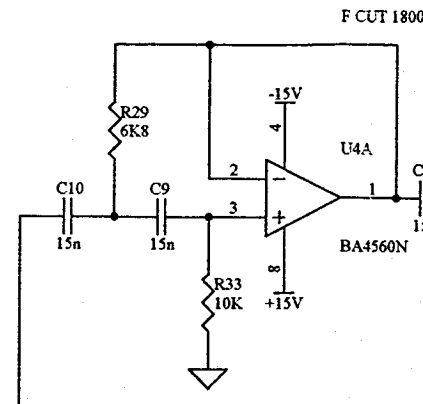 F CUT 1800
R29
6K8
-15V
4
2
U4A
C10
C9
3
1
C
15n
15n
BA4560N
8
R33
10K
+15V